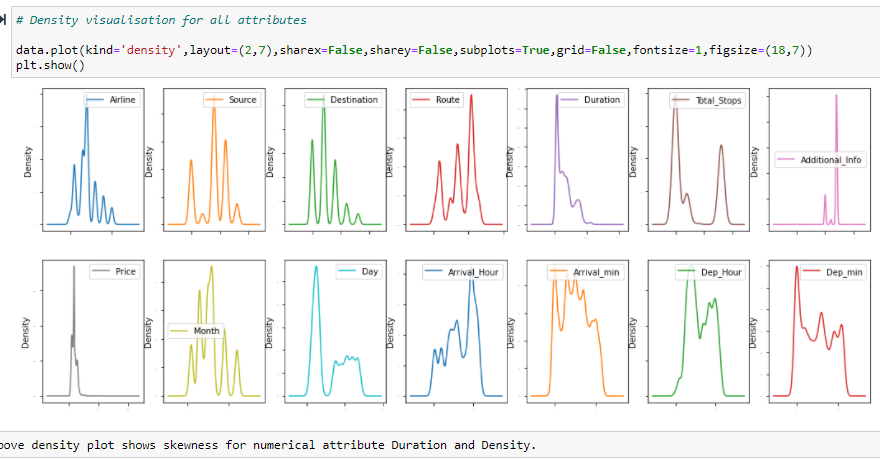 # Density visualisation for all attributes
data.plot(kind='density',layout=(2,7),sharex=False,sharey=False,subplots=True,grid=False,fontsize=1,figsize=(18,7))
plt.show()
Airline
Source
Destination
Route
Duration
Total_Stops
Additional_Info
Density
Density
Density
Density
Density
Density
Density
Price
Month
Day
Arrival_Hour
Arrival_min
Dep_Hour
Dep_min
Density
Density
Density
Density
Density
Density
Density
density plot shows skewness for numerical attribute Duration and Density.